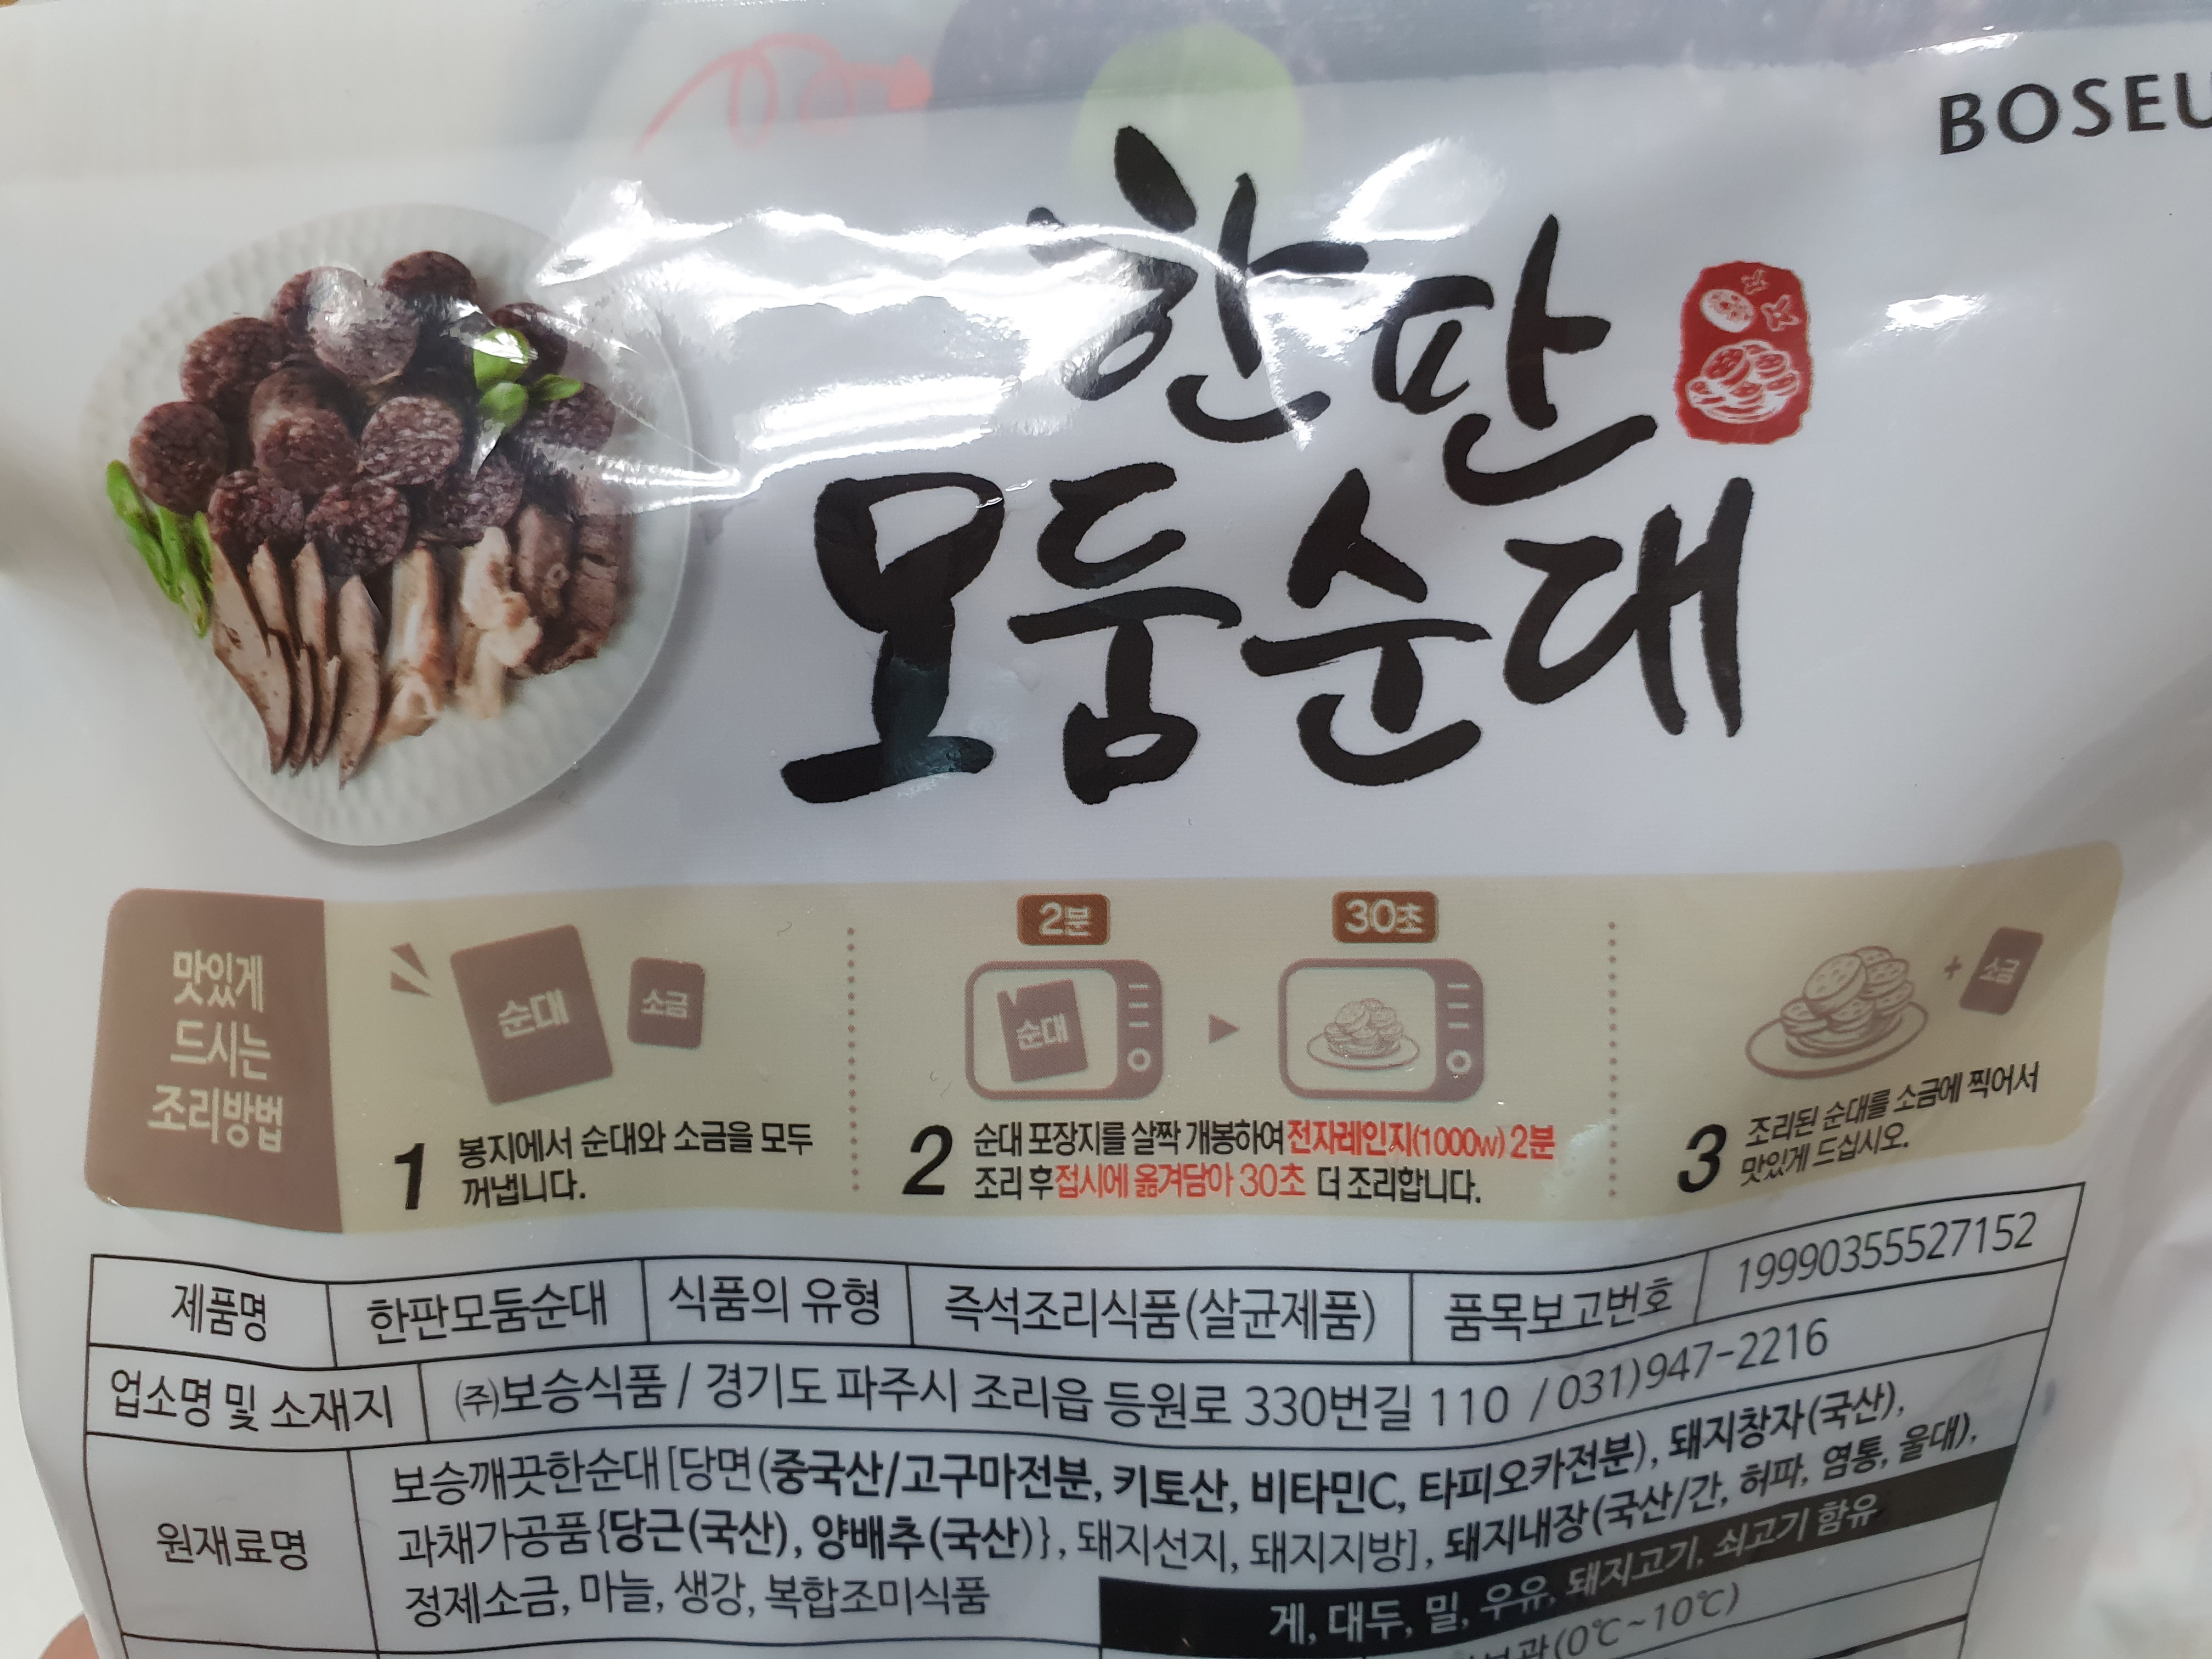 BOSEU
한판
모둠순대
맛있게
드시는
조리방법
순대
소금
1 봉지에서 순대와 소금을 모두
꺼냅니다.
2분
30초
순대
2 순대 포장지를 살짝 개봉하여 전자레인지(1000w) 2분
조리 후 접시에 옮겨담아 30초 더 조리합니다.
+ 소금
3 조리된 순대를 소금에 찍어서
맛있게 드십시오.
제품명 한판모둠순대 식품의 유형 즉석조리식품(살균제품) 품목보고번호 19990355527152
업소명 및 소재지 ㈜보승식품 / 경기도 파주시 조리읍 등원로 330번길 110 / 031)947-2216
원재료명
보승깨끗한순대[당면(중국산/고구마전분, 키토산, 비타민C, 타피오카전분), 돼지창자(국산),
과채가공품{당근(국산), 양배추(국산)}, 돼지선지, 돼지지방], 돼지내장(국산/간, 허파, 염통, 울대),
정제소금, 마늘, 생강, 복합조미식품
게, 대두, 밀, 우유, 돼지고기, 쇠고기 함유
(0℃~10℃)